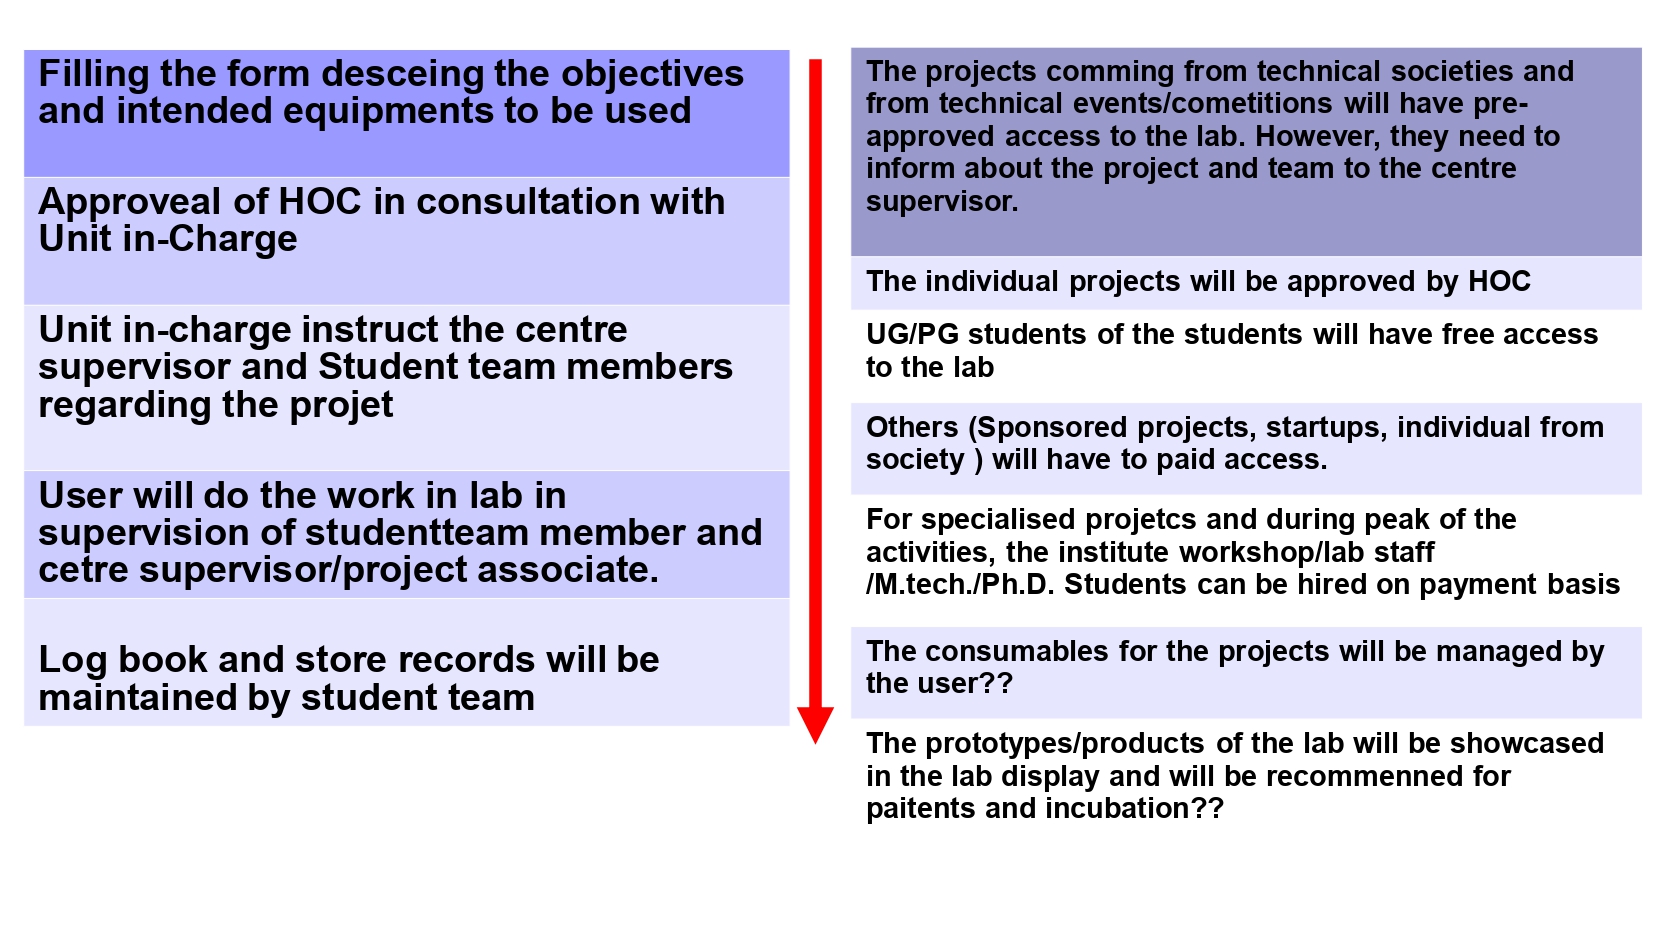 Filling the form desceing the objectives
and intended equipments to be used
Approveal of HOC in consultation with
Unit in-Charge
Unit in-charge instruct the centre
supervisor and Student team members
regarding the projet
User will do the work in lab in
supervision of studentteam member and
cetre supervisor/project associate.
Log book and store records will be
maintained by student team
The projects comming from technical societies and
from technical events/cometitions will have pre-
approved access to the lab. However, they need to
inform about the project and team to the centre
supervisor.
The individual projects will be approved by HOC
UG/PG students of the students will have free access
to the lab
Others (Sponsored projects, startups, individual from
society ) will have to paid access.
For specialised projetcs and during peak of the
activities, the institute workshop/lab staff
/M.tech./Ph.D. Students can be hired on payment basis
The consumables for the projects will be managed by
the user??
The prototypes/products of the lab will be showcased
in the lab display and will be recommenned for
paitents and incubation??